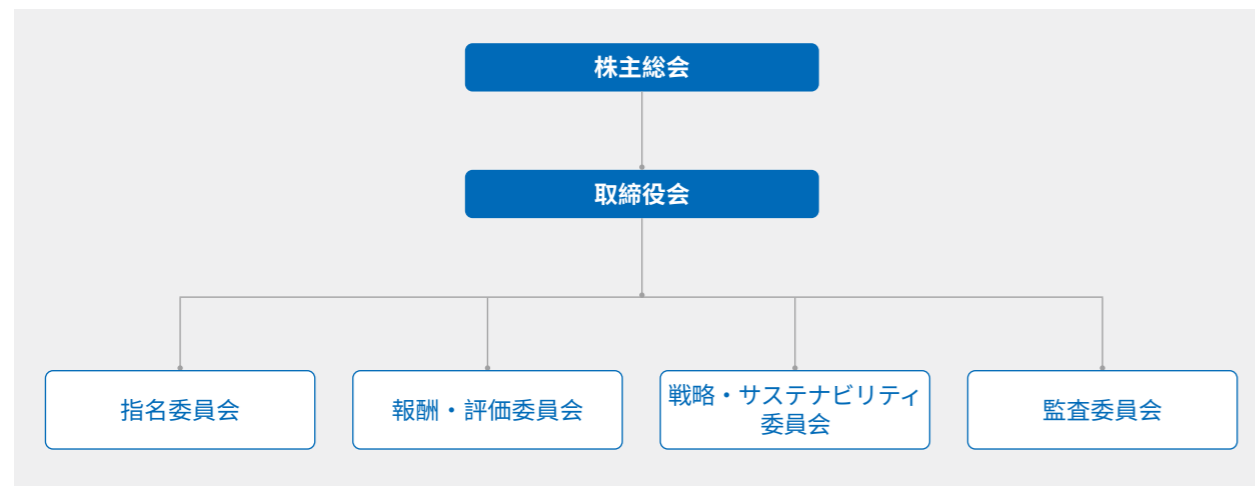 株主総会
取締役会
指名委員会
報酬・評価委員会
戦略・サステナビリティ
委員会
監査委員会